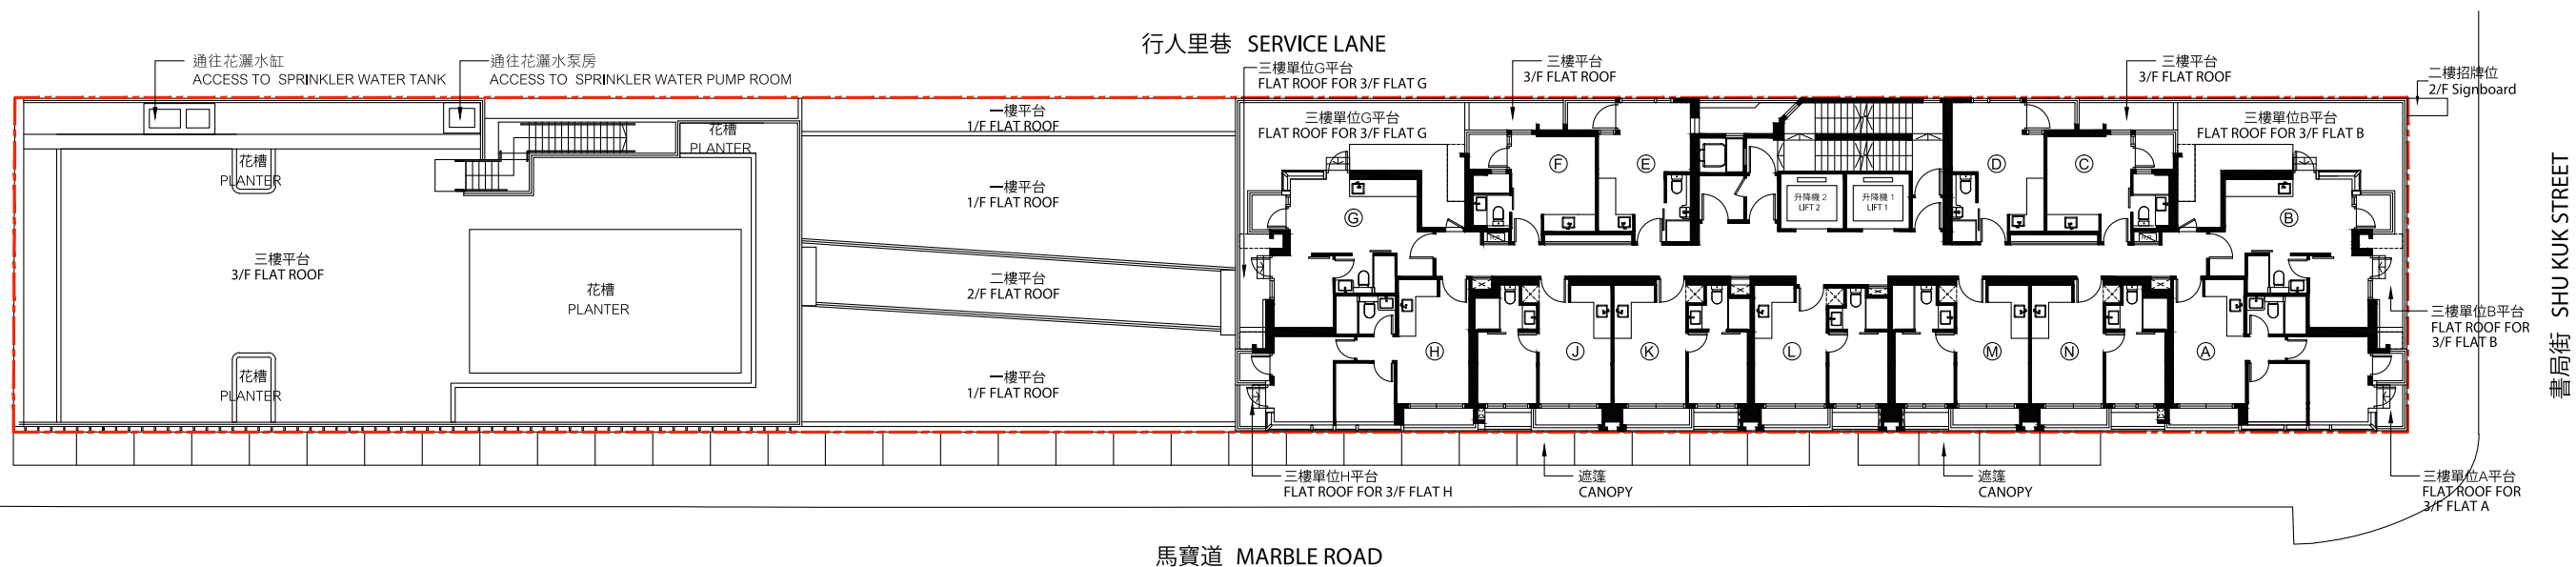 行人里巷 SERVICE LANE
通往花灑水缸
ACCESS TO SPRINKLER WATER TANK
通往花灑水泵房
ACCESS TO SPRINKLER WATER PUMP ROOM
三樓單位G平台
FLAT ROOF FOR 3/F FLAT G
三樓平台
3/F FLAT ROOF
三樓平台
3/F FLAT ROOF
二樓招牌位
2/F Signboard
一樓平台
1/F FLAT ROOF
三樓單位G平台
FLAT ROOF FOR 3/F FLAT G
三樓單位B平台
FLAT ROOF FOR 3/F FLAT B
花槽
PLANTER
花槽
PLANTER
一樓平台
1/F FLAT ROOF
F
E
D
C
升降機 2
LIFT 2
升降機 1
LIFT 1
G
B
三樓平台
3/F FLAT ROOF
花槽
PLANTER
二樓平台
2/F FLAT ROOF
書局街 SHU KUK STREET
三樓單位B平台
FLAT ROOF FOR
3/F FLAT B
H
J
K
L
M
N
A
花槽
PLANTER
一樓平台
1/F FLAT ROOF
三樓單位H平台
FLAT ROOF FOR 3/F FLAT H
遮篷
CANOPY
遮篷
CANOPY
三樓單位A平台
FLAT ROOF FOR
3/F FLAT A
馬寶道 MARBLE ROAD